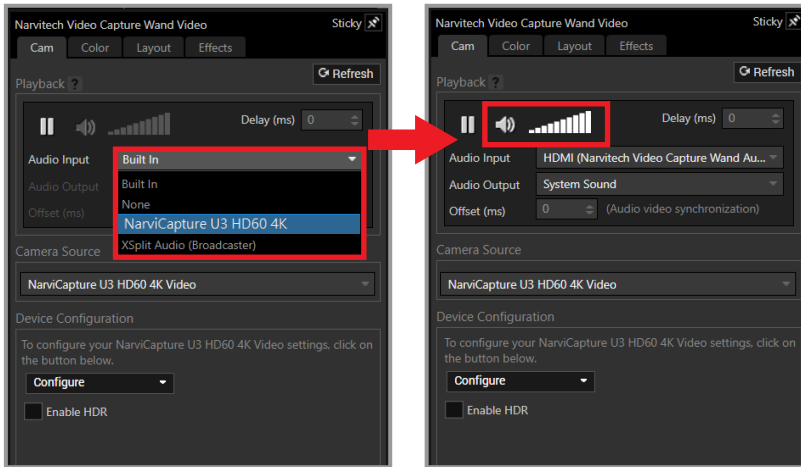 Narvitech Video Capture Wand Video
Sticky
Cam Color Layout Effects
Playback ?
Refresh
Delay (ms) 0
Audio Input Built In
Audio Output Built In
None
Offset (ms) NarviCapture U3 HD60 4K
XSplit Audio (Broadcaster)
Camera Source
NarviCapture U3 HD60 4K Video
Device Configuration
To configure your NarviCapture U3 HD60 4K Video settings, click on
the button below.
Configure
Enable HDR
Narvitech Video Capture Wand Video
Sticky
Cam Color Layout Effects
Playback ?
Refresh
Delay (ms) 0
Audio Input HDMI (Narvitech Video Capture Wand Au...
Audio Output System Sound
Offset (ms) 0 (Audio video synchronization)
Camera Source
NarviCapture U3 HD60 4K Video
Device Configuration
To configure your NarviCapture U3 HD60 4K Video settings, click on
the button below.
Configure
Enable HDR